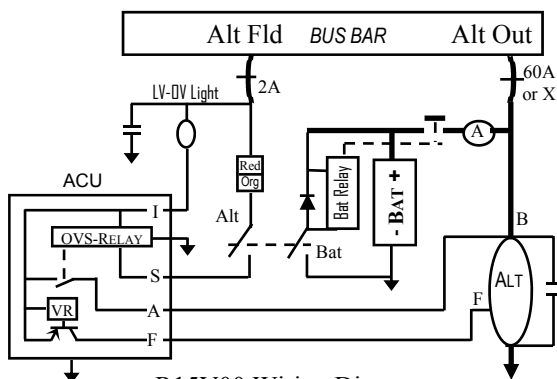 Alt Fld BUS BAR Alt Out
2A
60A
or X
LV-OV Light
A
Red
Org
Bat Relay
- BAT +
ACU
I
Alt
B
OVS-RELAY
Bat
S
ALT
A
F
VR
F